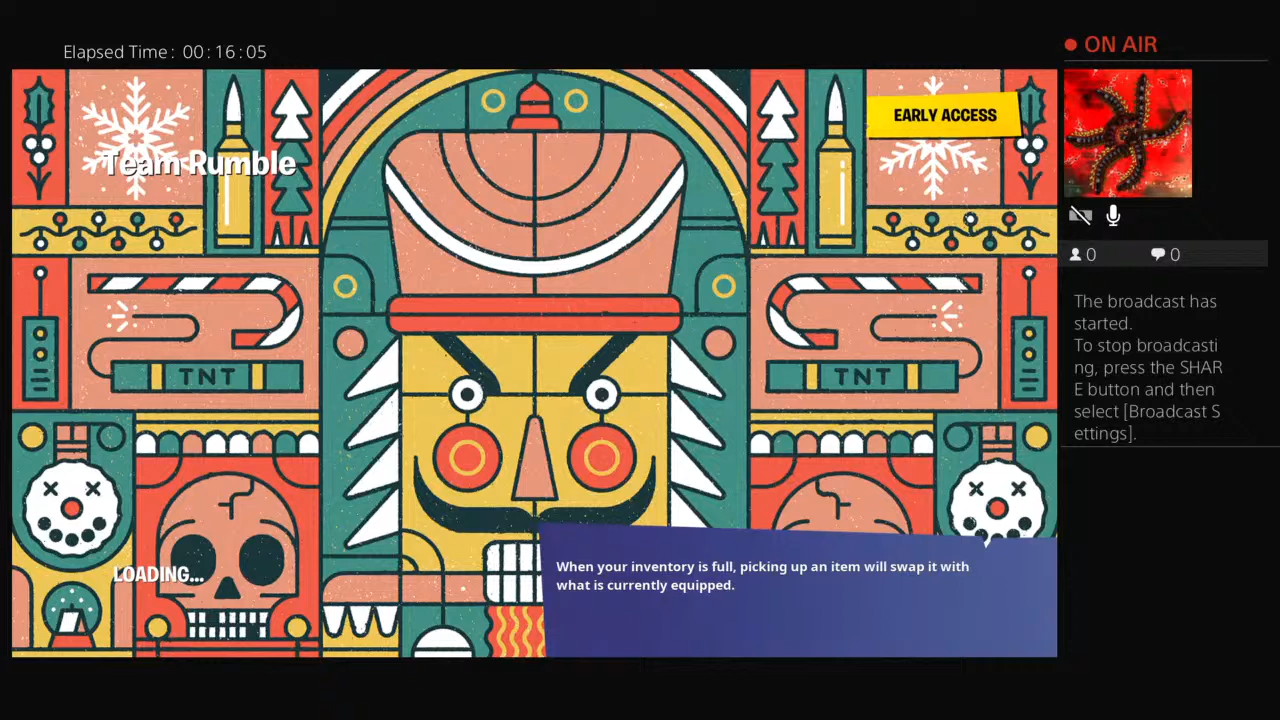 Elapsed Time: 00:16:05
ON AIR
EARLY ACCESS
Team Rumble
0 0
TNT TNT
The broadcast has
started.
To stop broadcasti
ng, press the SHAR
E button and then
select [Broadcast S
ettings].
LOADING...
When your inventory is full, picking up an item will swap it with
what is currently equipped.